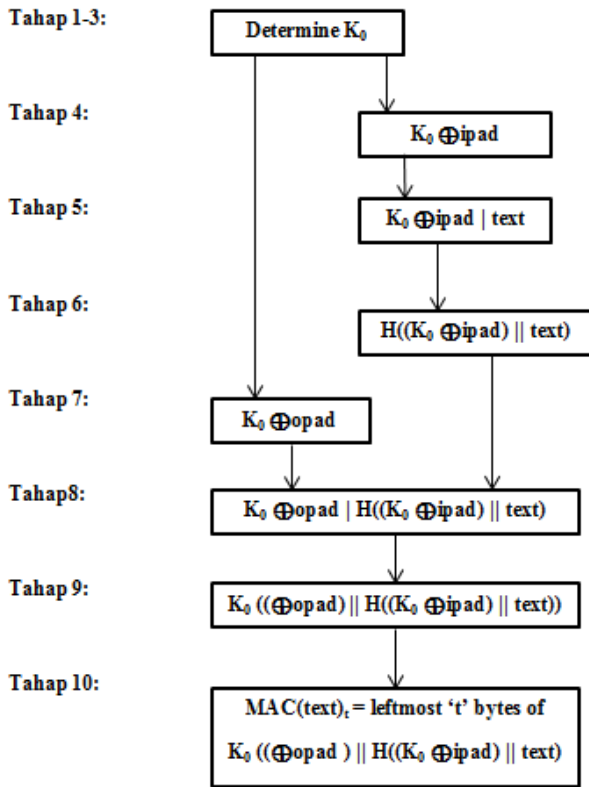 Tahap 1-3:
Determine K₀
Tahap 4:
K₀ ⊕ipad
Tahap 5:
K₀ ⊕ipad | text
Tahap 6:
H((K₀ ⊕ipad) || text)
Tahap 7:
K₀ ⊕opad
Tahap8:
K₀ ⊕opad | H((K₀ ⊕ipad) || text)
Tahap 9:
K₀ ((⊕opad) || H((K₀ ⊕ipad) || text))
Tahap 10:
MAC(text)ₜ = leftmost ‘t’ bytes of
K₀ ((⊕opad ) || H((K₀ ⊕ipad) || text)